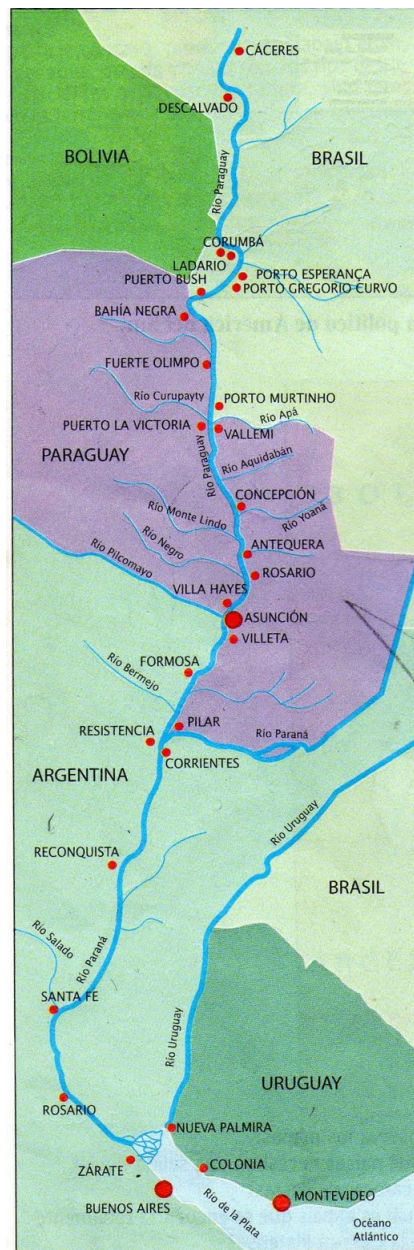 CÁCERES
DESCALVADO
BOLIVIA
BRASIL
Río Paraguay
CORUMBÁ
LADARIO
PORTO ESPERANÇA
PUERTO BUSH
PORTO GREGORIO CURVO
BAHÍA NEGRA
FUERTE OLIMPO
Río Curupayty
PORTO MURTINHO
Río Apá
PUERTO LA VICTORIA
VALLEMI
PARAGUAY
Río Paraguay
Río Aquidabán
CONCEPCIÓN
Río Monte Lindo
Río Yoaná
Río Negro
ANTEQUERA
Río Pilcomayo
ROSARIO
VILLA HAYES
ASUNCIÓN
VILLETA
FORMOSA
Río Bermejo
PILAR
RESISTENCIA
Río Paraná
CORRIENTES
ARGENTINA
Río Uruguay
RECONQUISTA
BRASIL
Río Salado
Río Paraná
SANTA FE
Río Uruguay
URUGUAY
ROSARIO
NUEVA PALMIRA
ZÁRATE
COLONIA
BUENOS AIRES
Río de la Plata
MONTEVIDEO
Océano
Atlántico